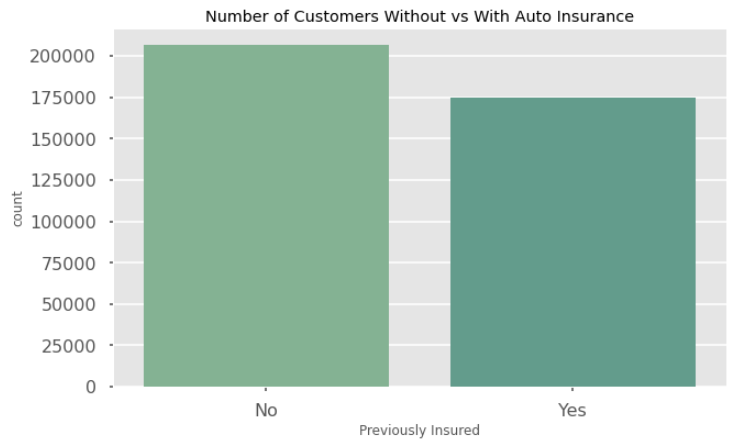 Number of Customers Without vs With Auto Insurance
200000
175000
150000
125000
100000
75000
50000
25000
0
count
No
Yes
Previously Insured